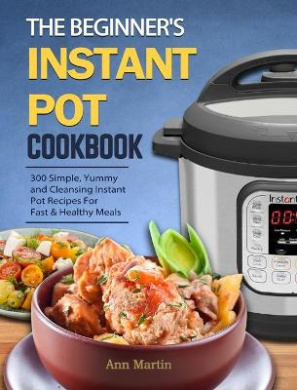 THE BEGINNER'S
INSTANT
POT
COOKBOOK
300 Simple, Yummy
and Cleansing Instant
Pot Recipes For
Fast & Healthy Meals
Instant
Ann Martin